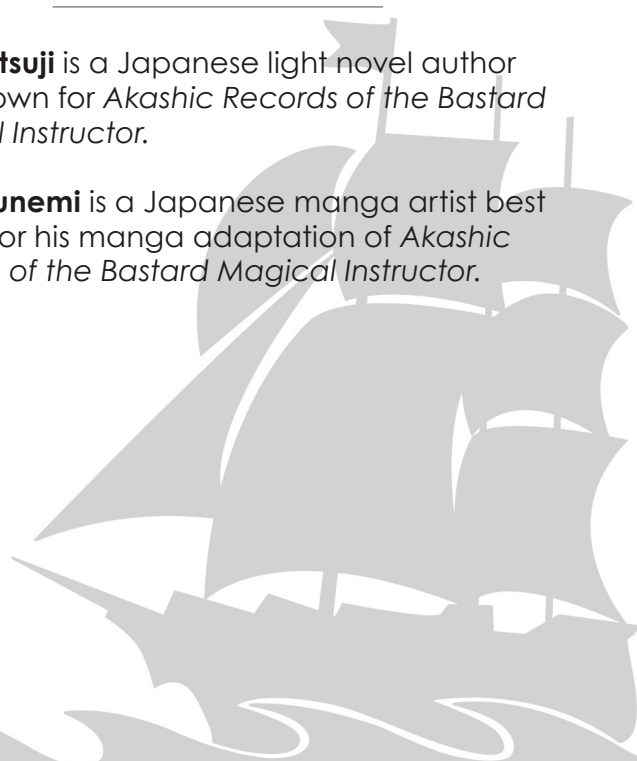 tsuji is a Japanese light novel author
own for Akashic Records of the Bastard
l Instructor.
unemi is a Japanese manga artist best
or his manga adaptation of Akashic
of the Bastard Magical Instructor.